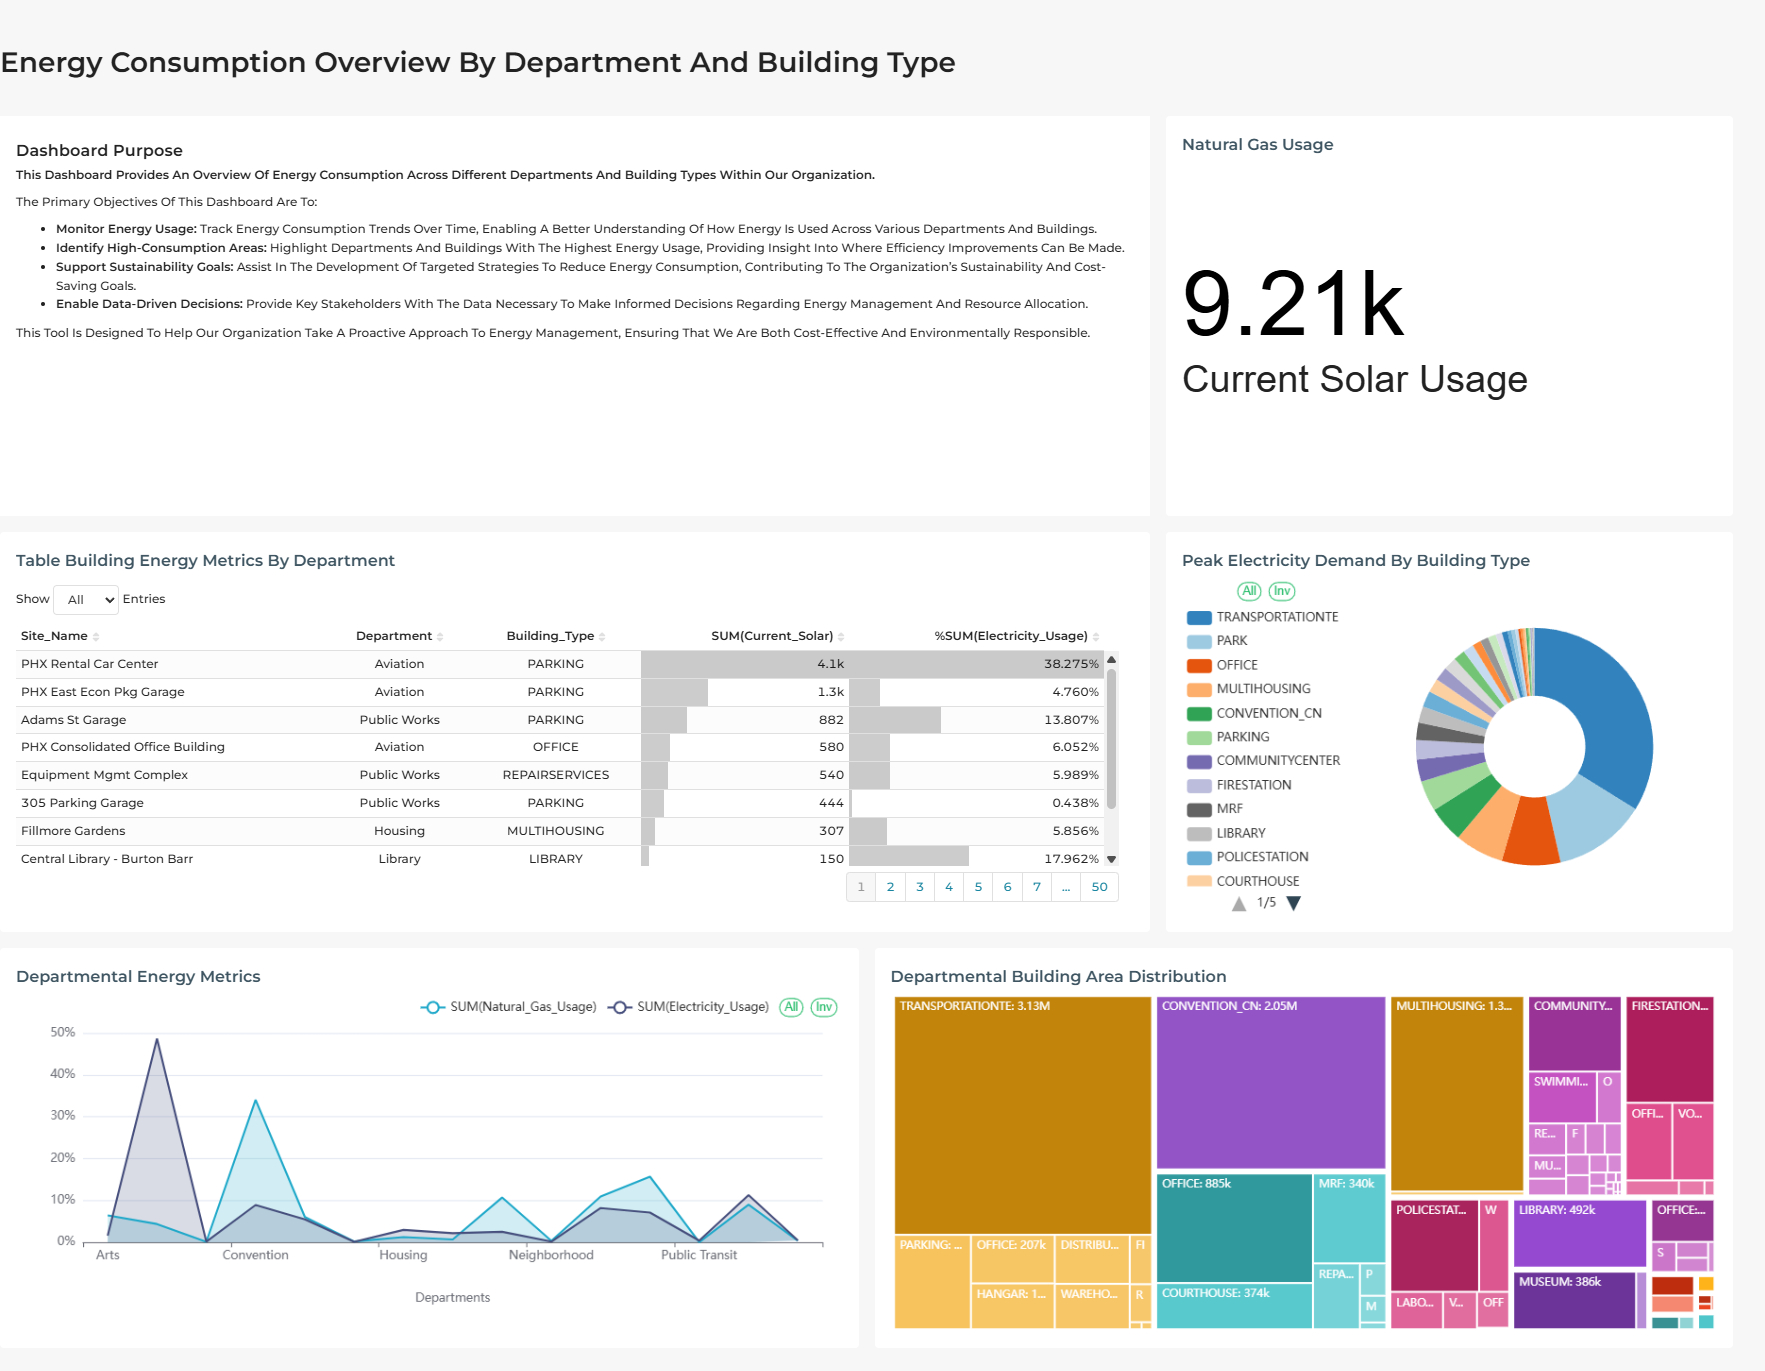 Energy Consumption Overview By Department And Building Type
Dashboard Purpose
This Dashboard Provides An Overview Of Energy Consumption Across Different Departments And Building Types Within Our Organization.
The Primary Objectives Of This Dashboard Are To:
• Monitor Energy Usage: Track Energy Consumption Trends Over Time, Enabling A Better Understanding Of How Energy Is Used Across Various Departments And Buildings.
• Identify High-Consumption Areas: Highlight Departments And Buildings With The Highest Energy Usage, Providing Insight Into Where Efficiency Improvements Can Be Made.
• Support Sustainability Goals: Assist In The Development Of Targeted Strategies To Reduce Energy Consumption, Contributing To The Organization's Sustainability And Cost-
Saving Goals.
• Enable Data-Driven Decisions: Provide Key Stakeholders With The Data Necessary To Make Informed Decisions Regarding Energy Management And Resource Allocation.
This Tool Is Designed To Help Our Organization Take A Proactive Approach To Energy Management, Ensuring That We Are Both Cost-Effective And Environmentally Responsible.
Natural Gas Usage
9.21k
Current Solar Usage
Table Building Energy Metrics By Department
Show All Entries
Site_Name Department Building_Type SUM(Current_Solar) %SUM(Electricity_Usage)
PHX Rental Car Center Aviation PARKING 4.1k 38.275%
PHX East Econ Pkg Garage Aviation PARKING 1.3k 4.760%
Adams St Garage Public Works PARKING 882 13.807%
PHX Consolidated Office Building Aviation OFFICE 580 6.052%
Equipment Mgmt Complex Public Works REPAIRSERVICES 540 5.989%
305 Parking Garage Public Works PARKING 444 0.438%
Fillmore Gardens Housing MULTIHOUSING 307 5.856%
Central Library - Burton Barr Library LIBRARY 150 17.962%
1 2 3 4 5 6 7 ... 50
Peak Electricity Demand By Building Type
All Inv
TRANSPORTATIONTE
PARK
OFFICE
MULTIHOUSING
CONVENTION_CN
PARKING
COMMUNITYCENTER
FIRESTATION
MRF
LIBRARY
POLICESTATION
COURTHOUSE
1/5
Departmental Energy Metrics
SUM(Natural_Gas_Usage) SUM(Electricity_Usage) All Inv
50%
40%
30%
20%
10%
0%
Arts Convention Housing Neighborhood Public Transit
Departments
Departmental Building Area Distribution
TRANSPORTATIONTE: 3.13M
PARKING: ...
OFFICE: 207k
DISTRIBU...
FI
HANGAR: 1...
WAREHO...
R
CONVENTION_CN: 2.05M
OFFICE: 885k
MRF: 340k
COURTHOUSE: 374k
REPA...
P
M
MULTIHOUSING: 1.3...
COMMUNITY...
SWIMMI...
O
RE...
F
MU...
FIRESTATION...
OFFI...
VO...
POLICESTAT...
W
LABO...
V...
OFF
LIBRARY: 492k
MUSEUM: 386k
OFFICE:...
S